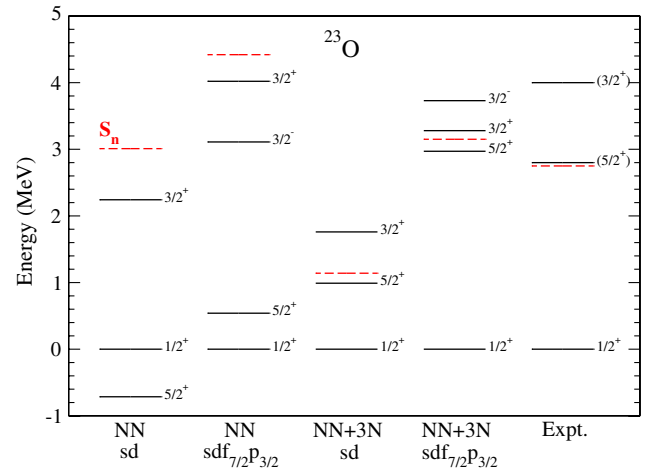 5
4
3
2
1
0
-1
Energy (MeV)
²³O
Sₙ
3/2⁺
1/2⁺
5/2⁺
3/2⁺
3/2⁻
5/2⁺
1/2⁺
3/2⁺
5/2⁺
1/2⁺
3/2⁻
3/2⁺
5/2⁺
1/2⁺
(3/2⁺)
(5/2⁺)
1/2⁺
NN
sd
NN
sdf₇/₂p₃/₂
NN+3N
sd
NN+3N
sdf₇/₂p₃/₂
Expt.